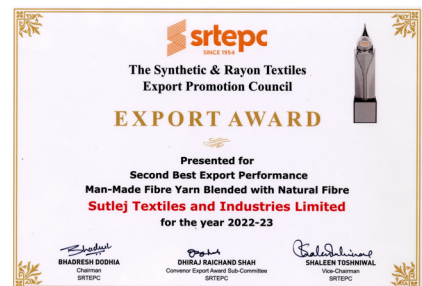 srtepc
SINCE 1954
The Synthetic & Rayon Textiles
Export Promotion Council
EXPORT AWARD
Presented for
Second Best Export Performance
Man-Made Fibre Yarn Blended with Natural Fibre
Sutlej Textiles and Industries Limited
for the year 2022-23
BHADRESH DODHIA
Chairman
SRTEPC
DHIRAJ RAICHAND SHAH
Convenor Export Award Sub-Committee
SRTEPC
SHALEEN TOSHNIWAL
Vice-Chairman
SRTEPC